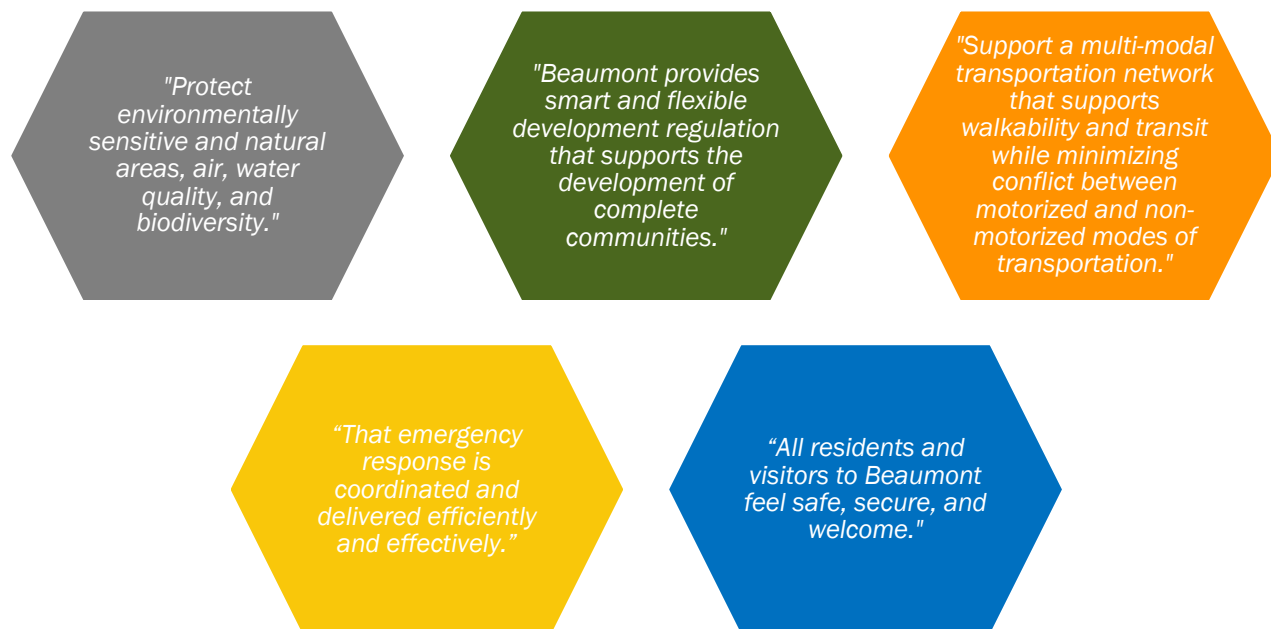 "Protect
environmentally
sensitive and natural
areas, air, water
quality, and
biodiversity."
"Beaumont provides
smart and flexible
development regulation
that supports the
development of
complete
communities."
"Support a multi-modal
transportation network
that supports
walkability and transit
while minimizing
conflict between
motorized and non-
motorized modes of
transportation."
“That emergency
response is
coordinated and
delivered efficiently
and effectively.”
“All residents and
visitors to Beaumont
feel safe, secure, and
welcome."